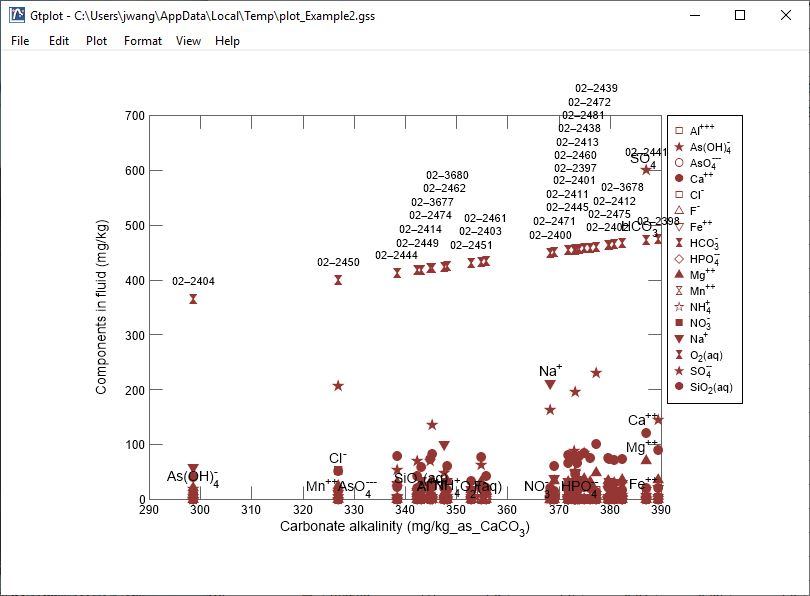 Gtplot - C:\Users\jwang\AppData\Local\Temp\plot_Example2.gss
File Edit Plot Format View Help
02–2439
02–2472
02–2481
02–2438
02–2413
02–2460
02–2397
02–2401
02–2411
02–2445
02–2471
02–2400
02–2441
SO₄⁻⁻
02–3678
02–2412
02–2475
02–2402
02–2398
HCO₃⁻
02–3680
02–2462
03–3677
02–2474
02–2414
02–2449
02–2444
02–2461
02–2403
02–2451
02–2450
02–2404
700
600
500
400
300
200
100
0
Components in fluid (mg/kg)
Na⁺
Ca⁺⁺
Mg⁺⁺
Fe⁺⁺
Cl⁻
As(OH)₄⁻
Mn⁺⁺
AsO₄⁻⁻⁻
SiO₂(aq)
NH₄⁺
O₂(aq)
NO₃⁻
HPO₄⁻⁻
290 300 310 320 330 340 350 360 370 380 390
Carbonate alkalinity (mg/kg_as_CaCO₃)
Al⁺⁺⁺
As(OH)₄⁻
AsO₄⁻⁻⁻
Ca⁺⁺
Cl⁻
F⁻
Fe⁺⁺
HCO₃⁻
HPO₄⁻⁻
Mg⁺⁺
Mn⁺⁺
NH₄⁺
NO₃⁻
Na⁺
O₂(aq)
SO₄⁻⁻
SiO₂(aq)